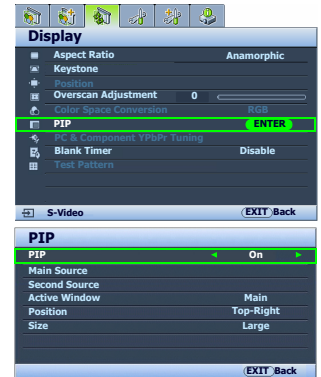 Display
Aspect Ratio Anamorphic
Keystone
Position
Overscan Adjustment 0
Color Space Conversion RGB
PIP ENTER
PC & Component YPbPr Tuning
Blank Timer Disable
Test Pattern
S-Video EXIT Back
PIP
PIP On
Main Source
Second Source
Active Window Main
Position Top-Right
Size Large
EXIT Back